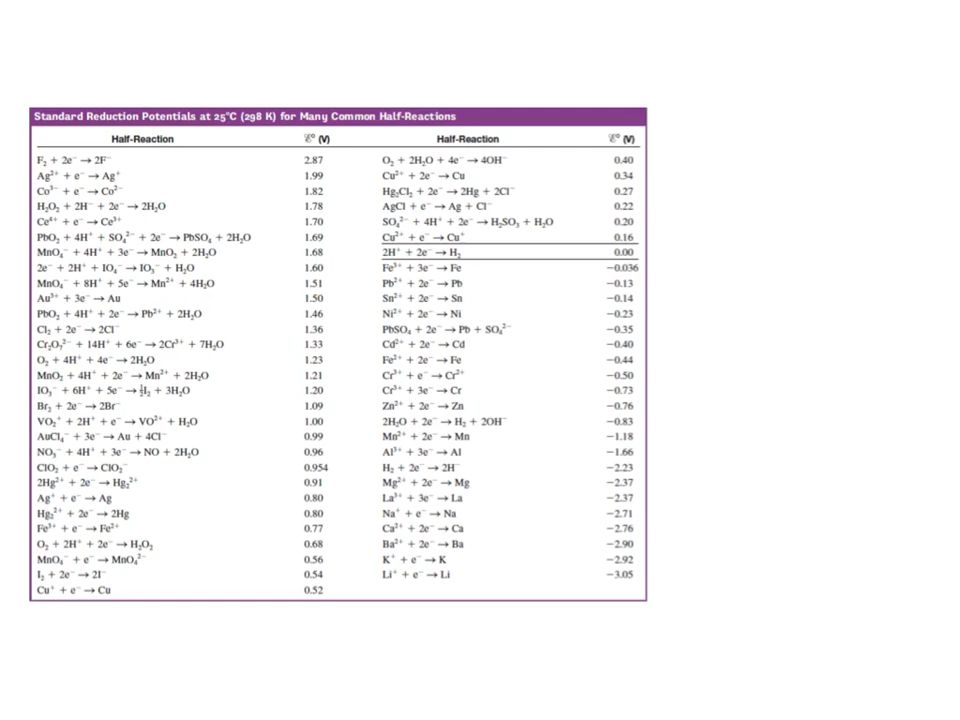 Standard Reduction Potentials at 25°C (298 K) for Many Common Half-Reactions
Half-Reaction ℰ° (V) Half-Reaction ℰ° (V)
F₂ + 2e⁻ → 2F⁻ 2.87 O₂ + 2H₂O + 4e⁻ → 4OH⁻ 0.40
Ag²⁺ + e⁻ → Ag⁺ 1.99 Cu²⁺ + 2e⁻ → Cu 0.34
Co³⁺ + e⁻ → Co²⁺ 1.82 Hg₂Cl₂ + 2e⁻ → 2Hg + 2Cl⁻ 0.27
H₂O₂ + 2H⁺ + 2e⁻ → 2H₂O 1.78 AgCl + e⁻ → Ag + Cl⁻ 0.22
Ce⁴⁺ + e⁻ → Ce³⁺ 1.70 SO₄²⁻ + 4H⁺ + 2e⁻ → H₂SO₃ + H₂O 0.20
PbO₂ + 4H⁺ + SO₄²⁻ + 2e⁻ → PbSO₄ + 2H₂O 1.69 Cu²⁺ + e⁻ → Cu⁺ 0.16
MnO₄⁻ + 4H⁺ + 3e⁻ → MnO₂ + 2H₂O 1.68 2H⁺ + 2e⁻ → H₂ 0.00
2e⁻ + 2H⁺ + IO₄⁻ → IO₃⁻ + H₂O 1.60 Fe³⁺ + 3e⁻ → Fe −0.036
MnO₄⁻ + 8H⁺ + 5e⁻ → Mn²⁺ + 4H₂O 1.51 Pb²⁺ + 2e⁻ → Pb −0.13
Au³⁺ + 3e⁻ → Au 1.50 Sn²⁺ + 2e⁻ → Sn −0.14
PbO₂ + 4H⁺ + 2e⁻ → Pb²⁺ + 2H₂O 1.46 Ni²⁺ + 2e⁻ → Ni −0.23
Cl₂ + 2e⁻ → 2Cl⁻ 1.36 PbSO₄ + 2e⁻ → Pb + SO₄²⁻ −0.35
Cr₂O₇²⁻ + 14H⁺ + 6e⁻ → 2Cr³⁺ + 7H₂O 1.33 Cd²⁺ + 2e⁻ → Cd −0.40
O₂ + 4H⁺ + 4e⁻ → 2H₂O 1.23 Fe²⁺ + 2e⁻ → Fe −0.44
MnO₂ + 4H⁺ + 2e⁻ → Mn²⁺ + 2H₂O 1.21 Cr³⁺ + e⁻ → Cr²⁺ −0.50
IO₃⁻ + 6H⁺ + 5e⁻ → ½I₂ + 3H₂O 1.20 Cr³⁺ + 3e⁻ → Cr −0.73
Br₂ + 2e⁻ → 2Br⁻ 1.09 Zn²⁺ + 2e⁻ → Zn −0.76
VO₂⁺ + 2H⁺ + e⁻ → VO²⁺ + H₂O 1.00 2H₂O + 2e⁻ → H₂ + 2OH⁻ −0.83
AuCl₄⁻ + 3e⁻ → Au + 4Cl⁻ 0.99 Mn²⁺ + 2e⁻ → Mn −1.18
NO₃⁻ + 4H⁺ + 3e⁻ → NO + 2H₂O 0.96 Al³⁺ + 3e⁻ → Al −1.66
ClO₂ + e⁻ → ClO₂⁻ 0.954 H₂ + 2e⁻ → 2H⁻ −2.23
2Hg²⁺ + 2e⁻ → Hg₂²⁺ 0.91 Mg²⁺ + 2e⁻ → Mg −2.37
Ag⁺ + e⁻ → Ag 0.80 La³⁺ + 3e⁻ → La −2.37
Hg₂²⁺ + 2e⁻ → 2Hg 0.80 Na⁺ + e⁻ → Na −2.71
Fe³⁺ + e⁻ → Fe²⁺ 0.77 Ca²⁺ + 2e⁻ → Ca −2.76
O₂ + 2H⁺ + 2e⁻ → H₂O₂ 0.68 Ba²⁺ + 2e⁻ → Ba −2.90
MnO₄⁻ + e⁻ → MnO₄²⁻ 0.56 K⁺ + e⁻ → K −2.92
I₂ + 2e⁻ → 2I⁻ 0.54 Li⁺ + e⁻ → Li −3.05
Cu⁺ + e⁻ → Cu 0.52